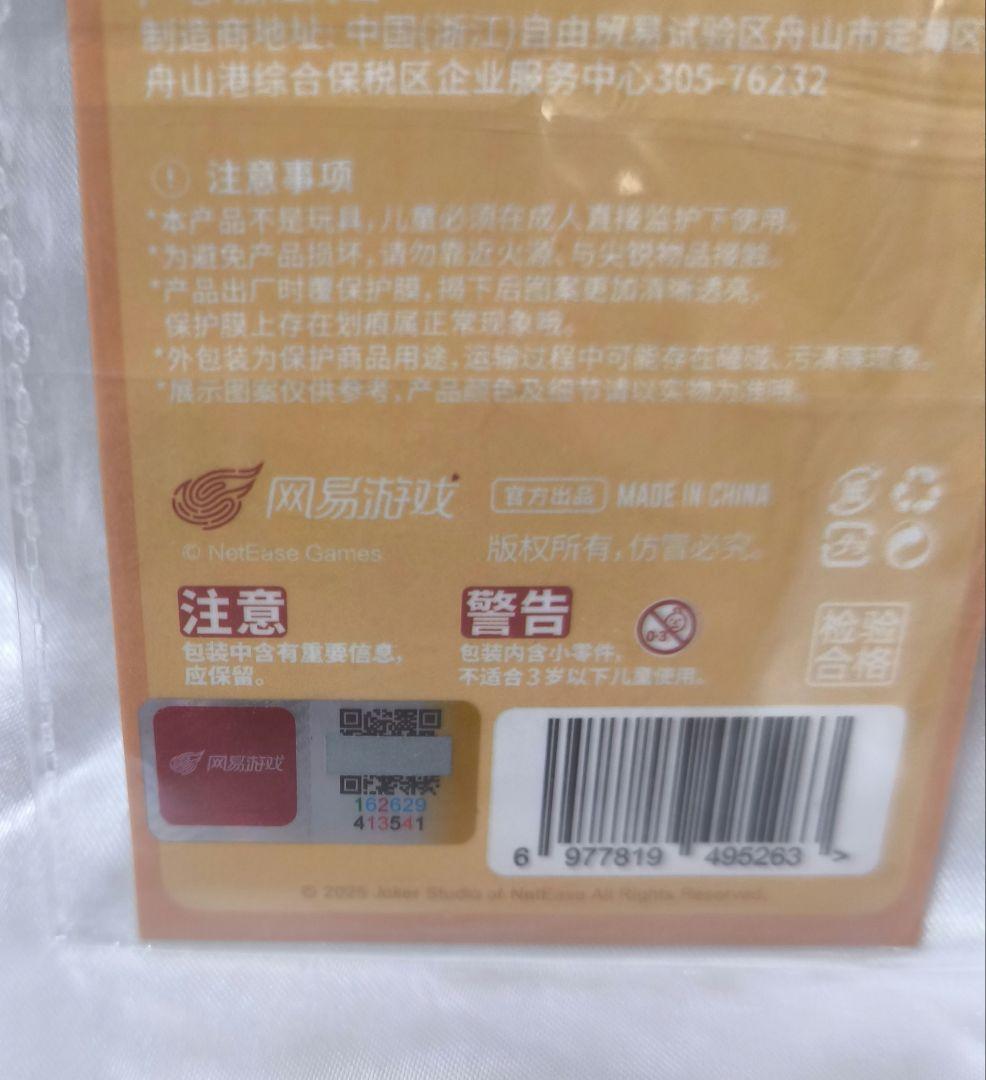 制造商地址: 中国(浙江)自由贸易试验区舟山市定海区
舟山港综合保税区企业服务中心305-76232
注意事项
*本产品不是玩具,儿童必须在成人直接监护下使用。
*为避免产品损坏,请勿靠近火源、与尖锐物品接触。
*产品出厂时覆保护膜,揭下后图案更加清晰透亮,
保护膜上存在划痕属正常现象哦。
*外包装为保护商品用途,运输过程中可能存在磕碰、污渍等现象。
*展示图案仅供参考,产品颜色及细节请以实物为准哦。
网易游戏 官方出品 MADE IN CHINA
© NetEase Games 版权所有,仿冒必究。
注意 警告
0-3
包装中含有重要信息, 包装内含小零件,
应保留。 不适合3岁以下儿童使用。
检验
合格
网易游戏
162629
413541
6 977819 495263 >
© 2025 Joker Studio of NetEase All Rights Reserved.